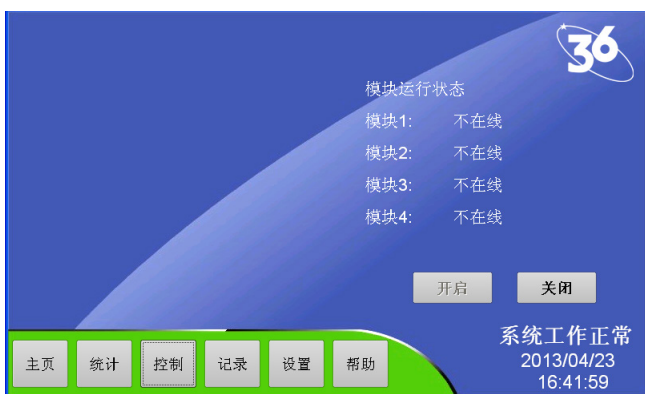 36
模块运行状态
模块1: 不在线
模块2: 不在线
模块3: 不在线
模块4: 不在线
开启 关闭
主页 统计 控制 记录 设置 帮助
系统工作正常
2013/04/23
16:41:59